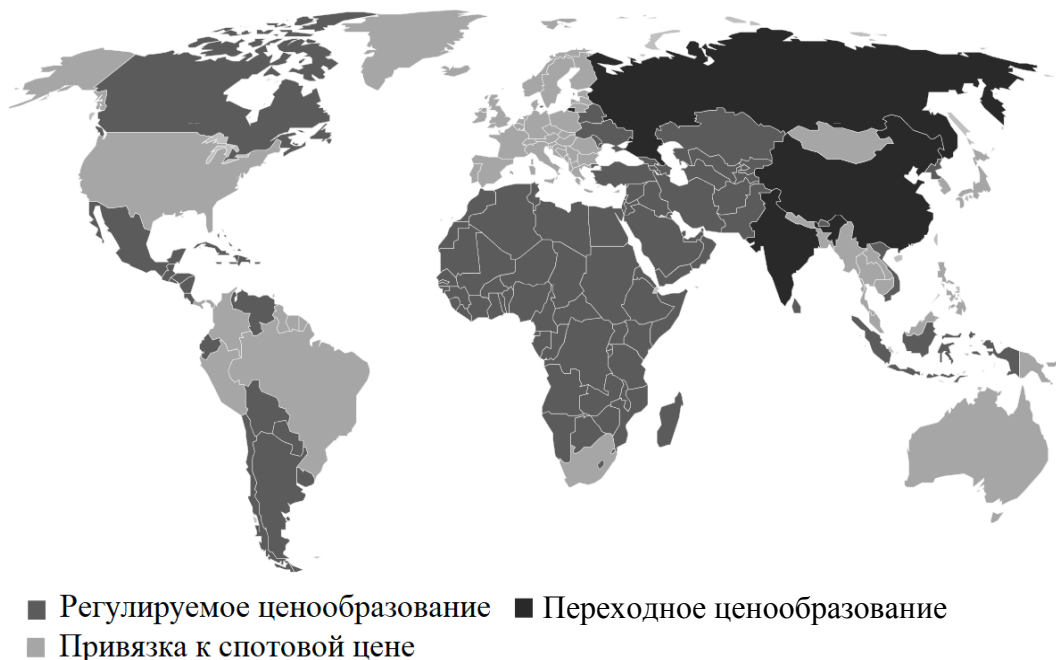 Регулируемое ценообразование Переходное ценообразование
Привязка к спотовой цене